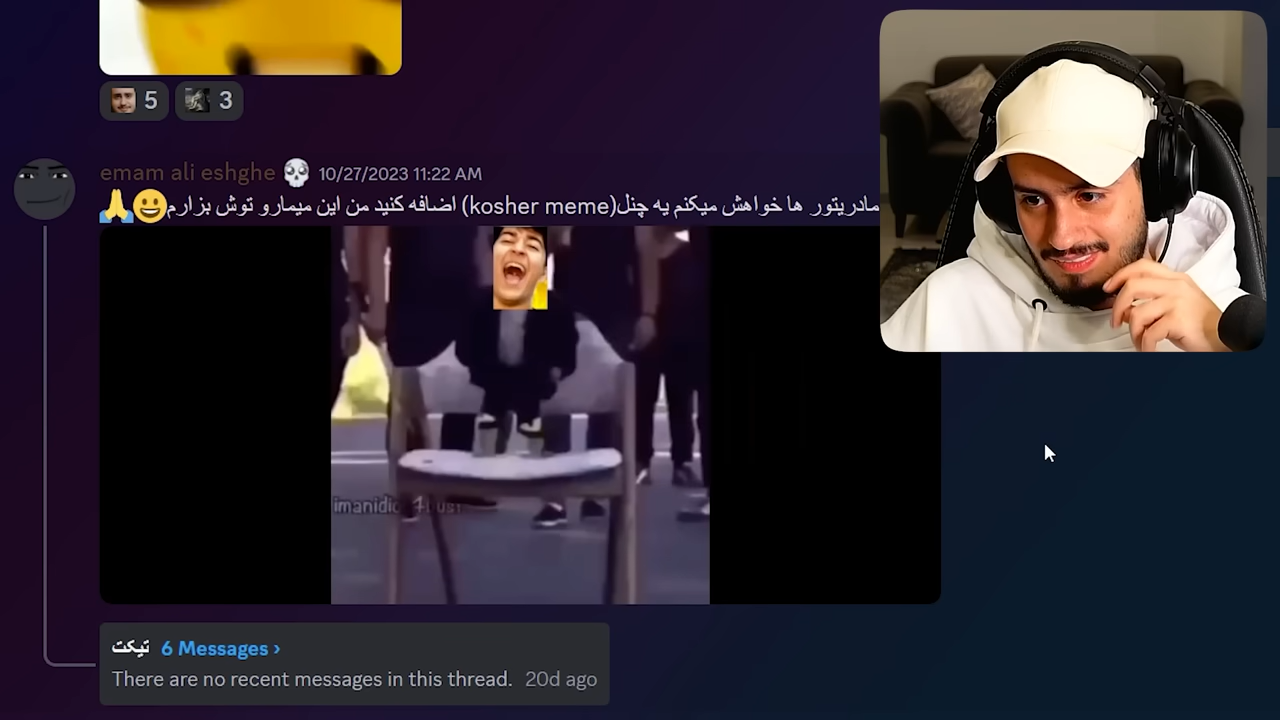 5 3
emam ali eshghe 💀 10/27/2023 11:22 AM
مادریتور ها خواهش میکنم یه چنل(kosher meme) اضافه کنید من این میمارو توش بزارم😀🙏
تیکت 6 Messages ›
There are no recent messages in this thread. 20d ago